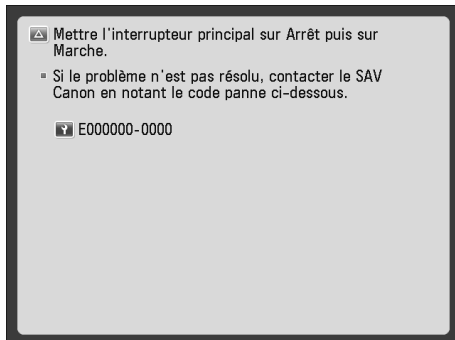 Mettre l'interrupteur principal sur Arrêt puis sur
Marche.
Si le problème n'est pas résolu, contacter le SAV
Canon en notant le code panne ci-dessous.
E000000-0000